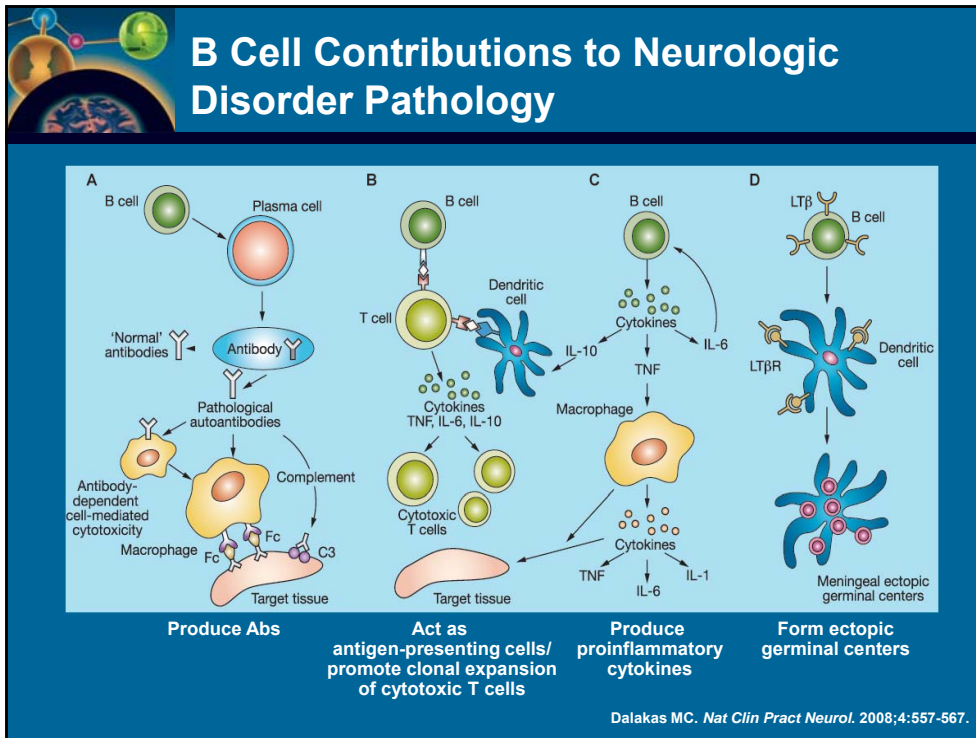 B Cell Contributions to Neurologic
Disorder Pathology
A
B cell
Plasma cell
'Normal'
antibodies
Antibody
Pathological
autoantibodies
Antibody-
dependent
cell-mediated
cytotoxicity
Complement
Macrophage
Fc
Fc
C3
Target tissue
B
B cell
T cell
Dendritic
cell
Cytokines
TNF, IL-6, IL-10
Cytotoxic
T cells
Target tissue
C
B cell
Cytokines
IL-10
IL-6
TNF
Macrophage
Cytokines
TNF
IL-6
IL-1
D
LTβ
B cell
Dendritic
cell
LTβR
Meningeal ectopic
germinal centers
Produce Abs
Act as
antigen-presenting cells/
promote clonal expansion
of cytotoxic T cells
Produce
proinflammatory
cytokines
Form ectopic
germinal centers
Dalakas MC. Nat Clin Pract Neurol. 2008;4:557-567.